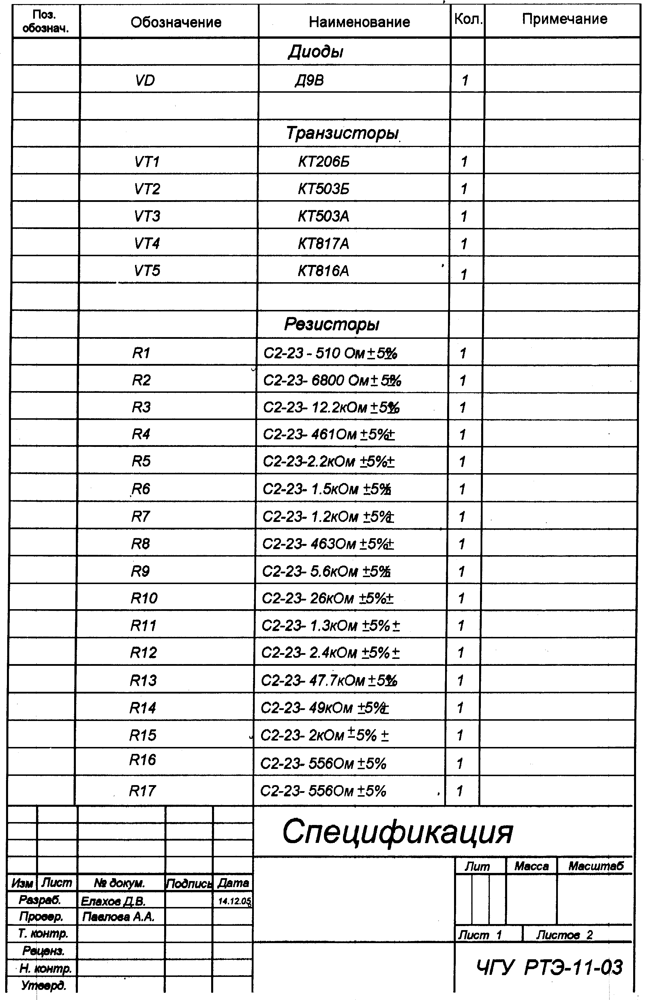 Поз. обознач. Обозначение Наименование Кол. Примечание
Диоды
VD Д9В 1
Транзисторы
VT1 КТ206Б 1
VT2 КТ503Б 1
VT3 КТ503А 1
VT4 КТ817А 1
VT5 КТ816А 1
Резисторы
R1 С2-23 - 510 Ом ± 5%
1
R2 С2-23- 6800 Ом ± 5% 1
R3 С2-23- 12.2кОм ±5% 1
R4 С2-23- 461Ом ±5%± 1
R5 С2-23-2.2кОм ±5%± 1
R6 С2-23- 1.5кОм ±5% 1
R7 С2-23- 1.2кОм ±5%± 1
R8 С2-23- 463Ом ±5%± 1
R9 С2-23- 5.6кОм ±5% 1
R10 С2-23- 26кОм ±5%± 1
R11 С2-23- 1.3кОм ±5% ± 1
R12 С2-23- 2.4кОм ±5% ± 1
R13 С2-23- 47.7кОм ±5% 1
R14 С2-23- 49кОм ±5%± 1
R15 С2-23- 2кОм ±5% ± 1
R16 С2-23- 556Ом ±5% 1
R17 С2-23- 556Ом ±5% 1
Спецификация
Лит Масса Масштаб
Изм Лист № докум. Подпись Дата
Разраб. Елахов Д.В. 14.12.05
Провер. Павлова А.А.
Т. контр. Лист 1 Листов 2
Реценз.
Н. контр. ЧГУ РТЭ-11-03
Утверд.